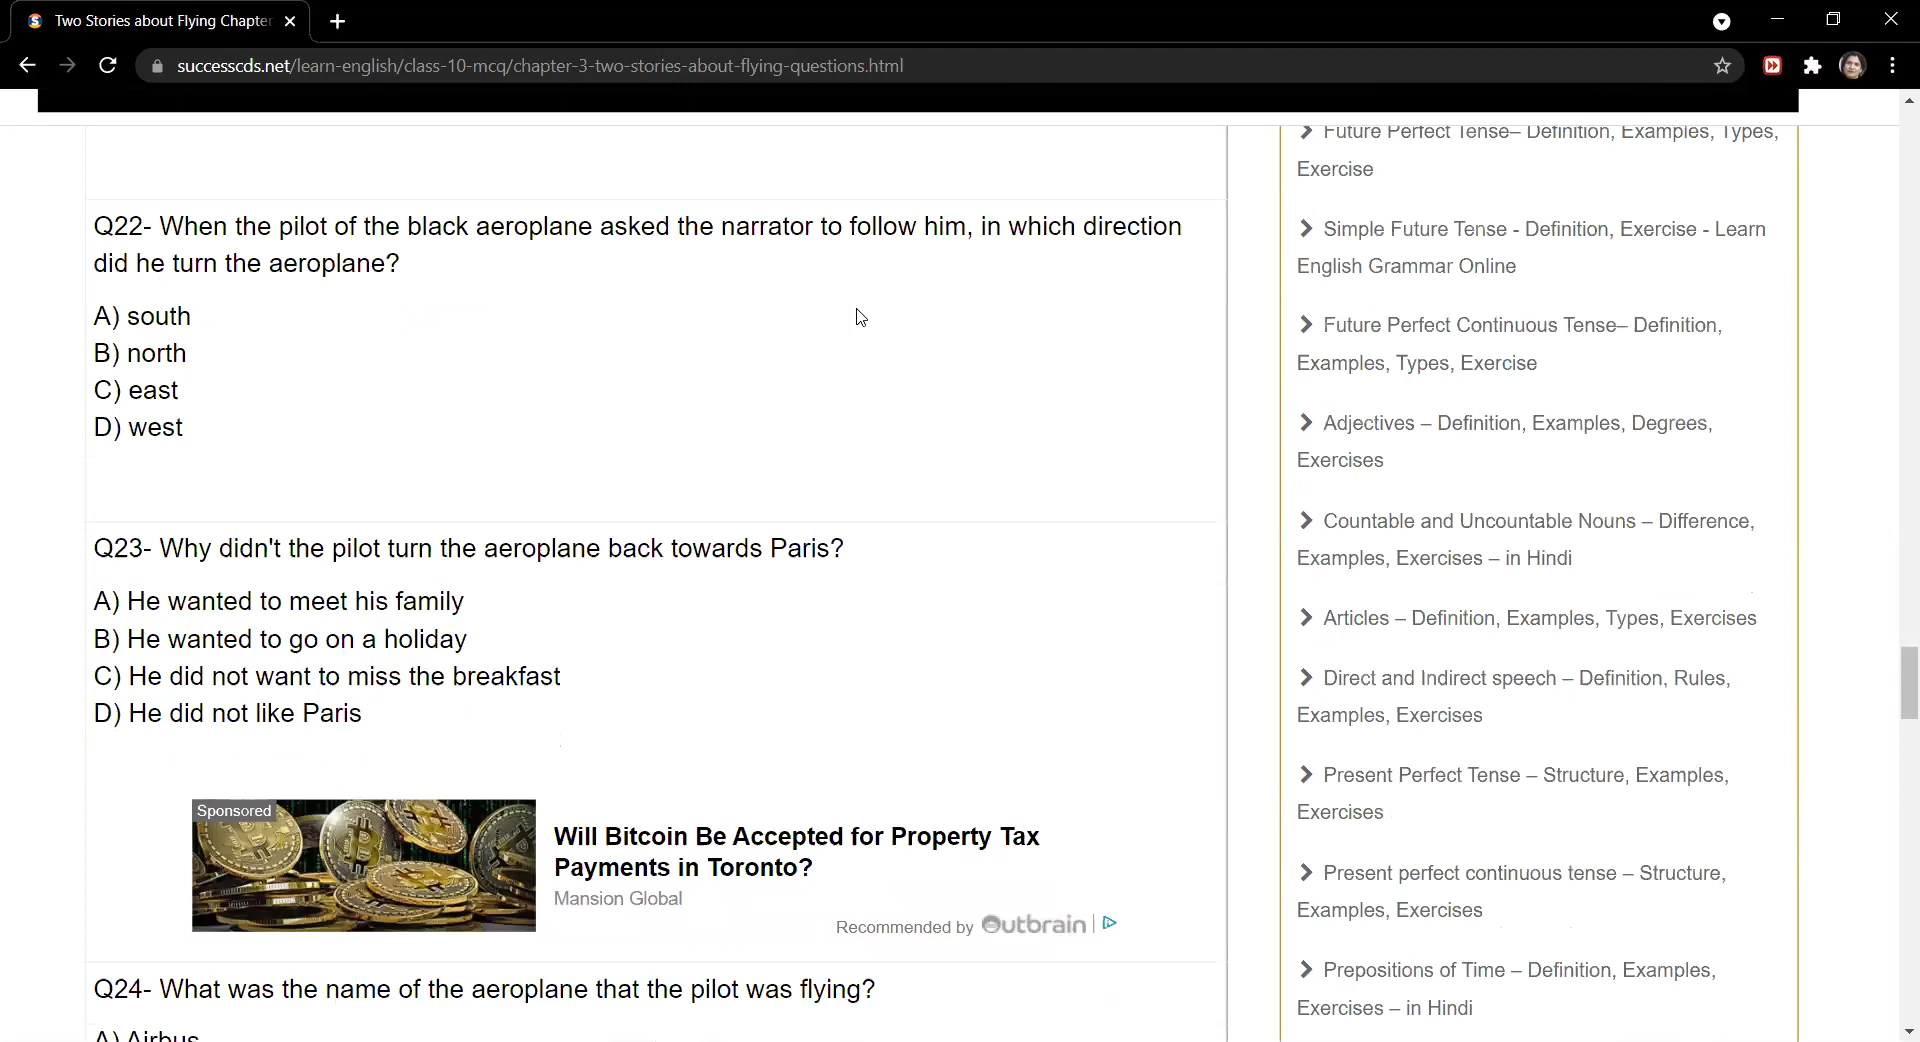 Two Stories about Flying Chapter
successcds.net/learn-english/class-10-mcq/chapter-3-two-stories-about-flying-questions.html
Q22- When the pilot of the black aeroplane asked the narrator to follow him, in which direction
did he turn the aeroplane?
A) south
B) north
C) east
D) west
Q23- Why didn't the pilot turn the aeroplane back towards Paris?
A) He wanted to meet his family
B) He wanted to go on a holiday
C) He did not want to miss the breakfast
D) He did not like Paris
Sponsored
Will Bitcoin Be Accepted for Property Tax
Payments in Toronto?
Mansion Global
Recommended by Outbrain
Q24- What was the name of the aeroplane that the pilot was flying?
A) Airbus
Future Perfect Tense– Definition, Examples, Types,
Exercise
Simple Future Tense - Definition, Exercise - Learn
English Grammar Online
Future Perfect Continuous Tense– Definition,
Examples, Types, Exercise
Adjectives – Definition, Examples, Degrees,
Exercises
Countable and Uncountable Nouns – Difference,
Examples, Exercises – in Hindi
Articles – Definition, Examples, Types, Exercises
Direct and Indirect speech – Definition, Rules,
Examples, Exercises
Present Perfect Tense – Structure, Examples,
Exercises
Present perfect continuous tense – Structure,
Examples, Exercises
Prepositions of Time – Definition, Examples,
Exercises – in Hindi